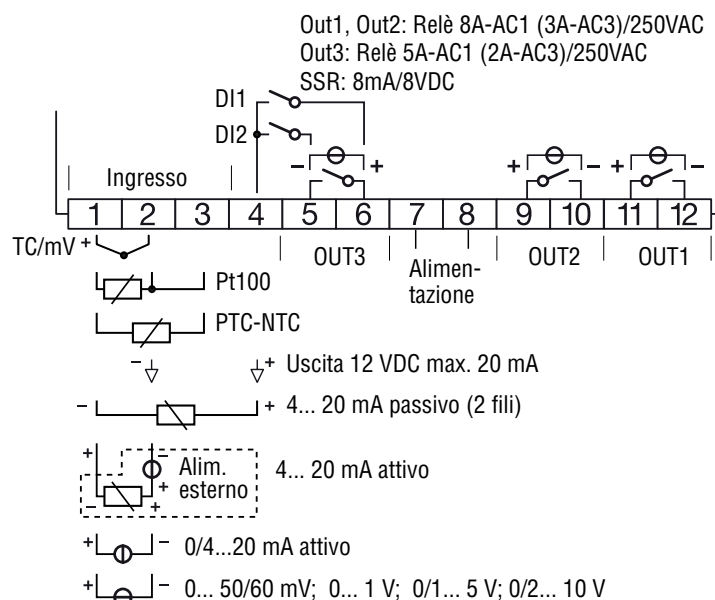 Out1, Out2: Relè 8A-AC1 (3A-AC3)/250VAC
Out3: Relè 5A-AC1 (2A-AC3)/250VAC
SSR: 8mA/8VDC
DI1
DI2
− + + − + −
Ingresso
1 2 3 4 5 6 7 8 9 10 11 12
TC/mV +
OUT3 Alimen-
tazione OUT2 OUT1
Pt100
PTC-NTC
− + Uscita 12 VDC max. 20 mA
− + 4... 20 mA passivo (2 fili)
+ − Alim.
+ esterno
− +
4... 20 mA attivo
+ − 0/4...20 mA attivo
+ − 0... 50/60 mV; 0... 1 V; 0/1... 5 V; 0/2... 10 V